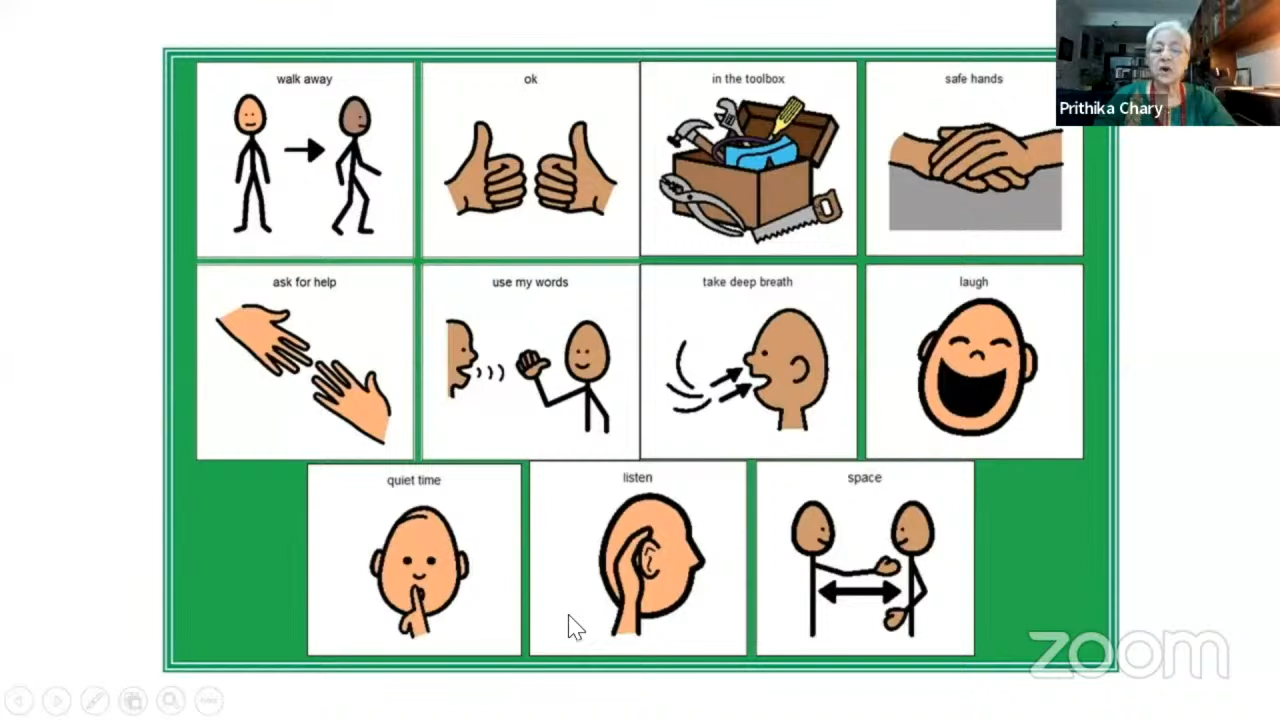 walk away
ok
in the toolbox
safe hands
Prithika Chary
ask for help
use my words
take deep breath
laugh
quiet time
listen
space
zoom